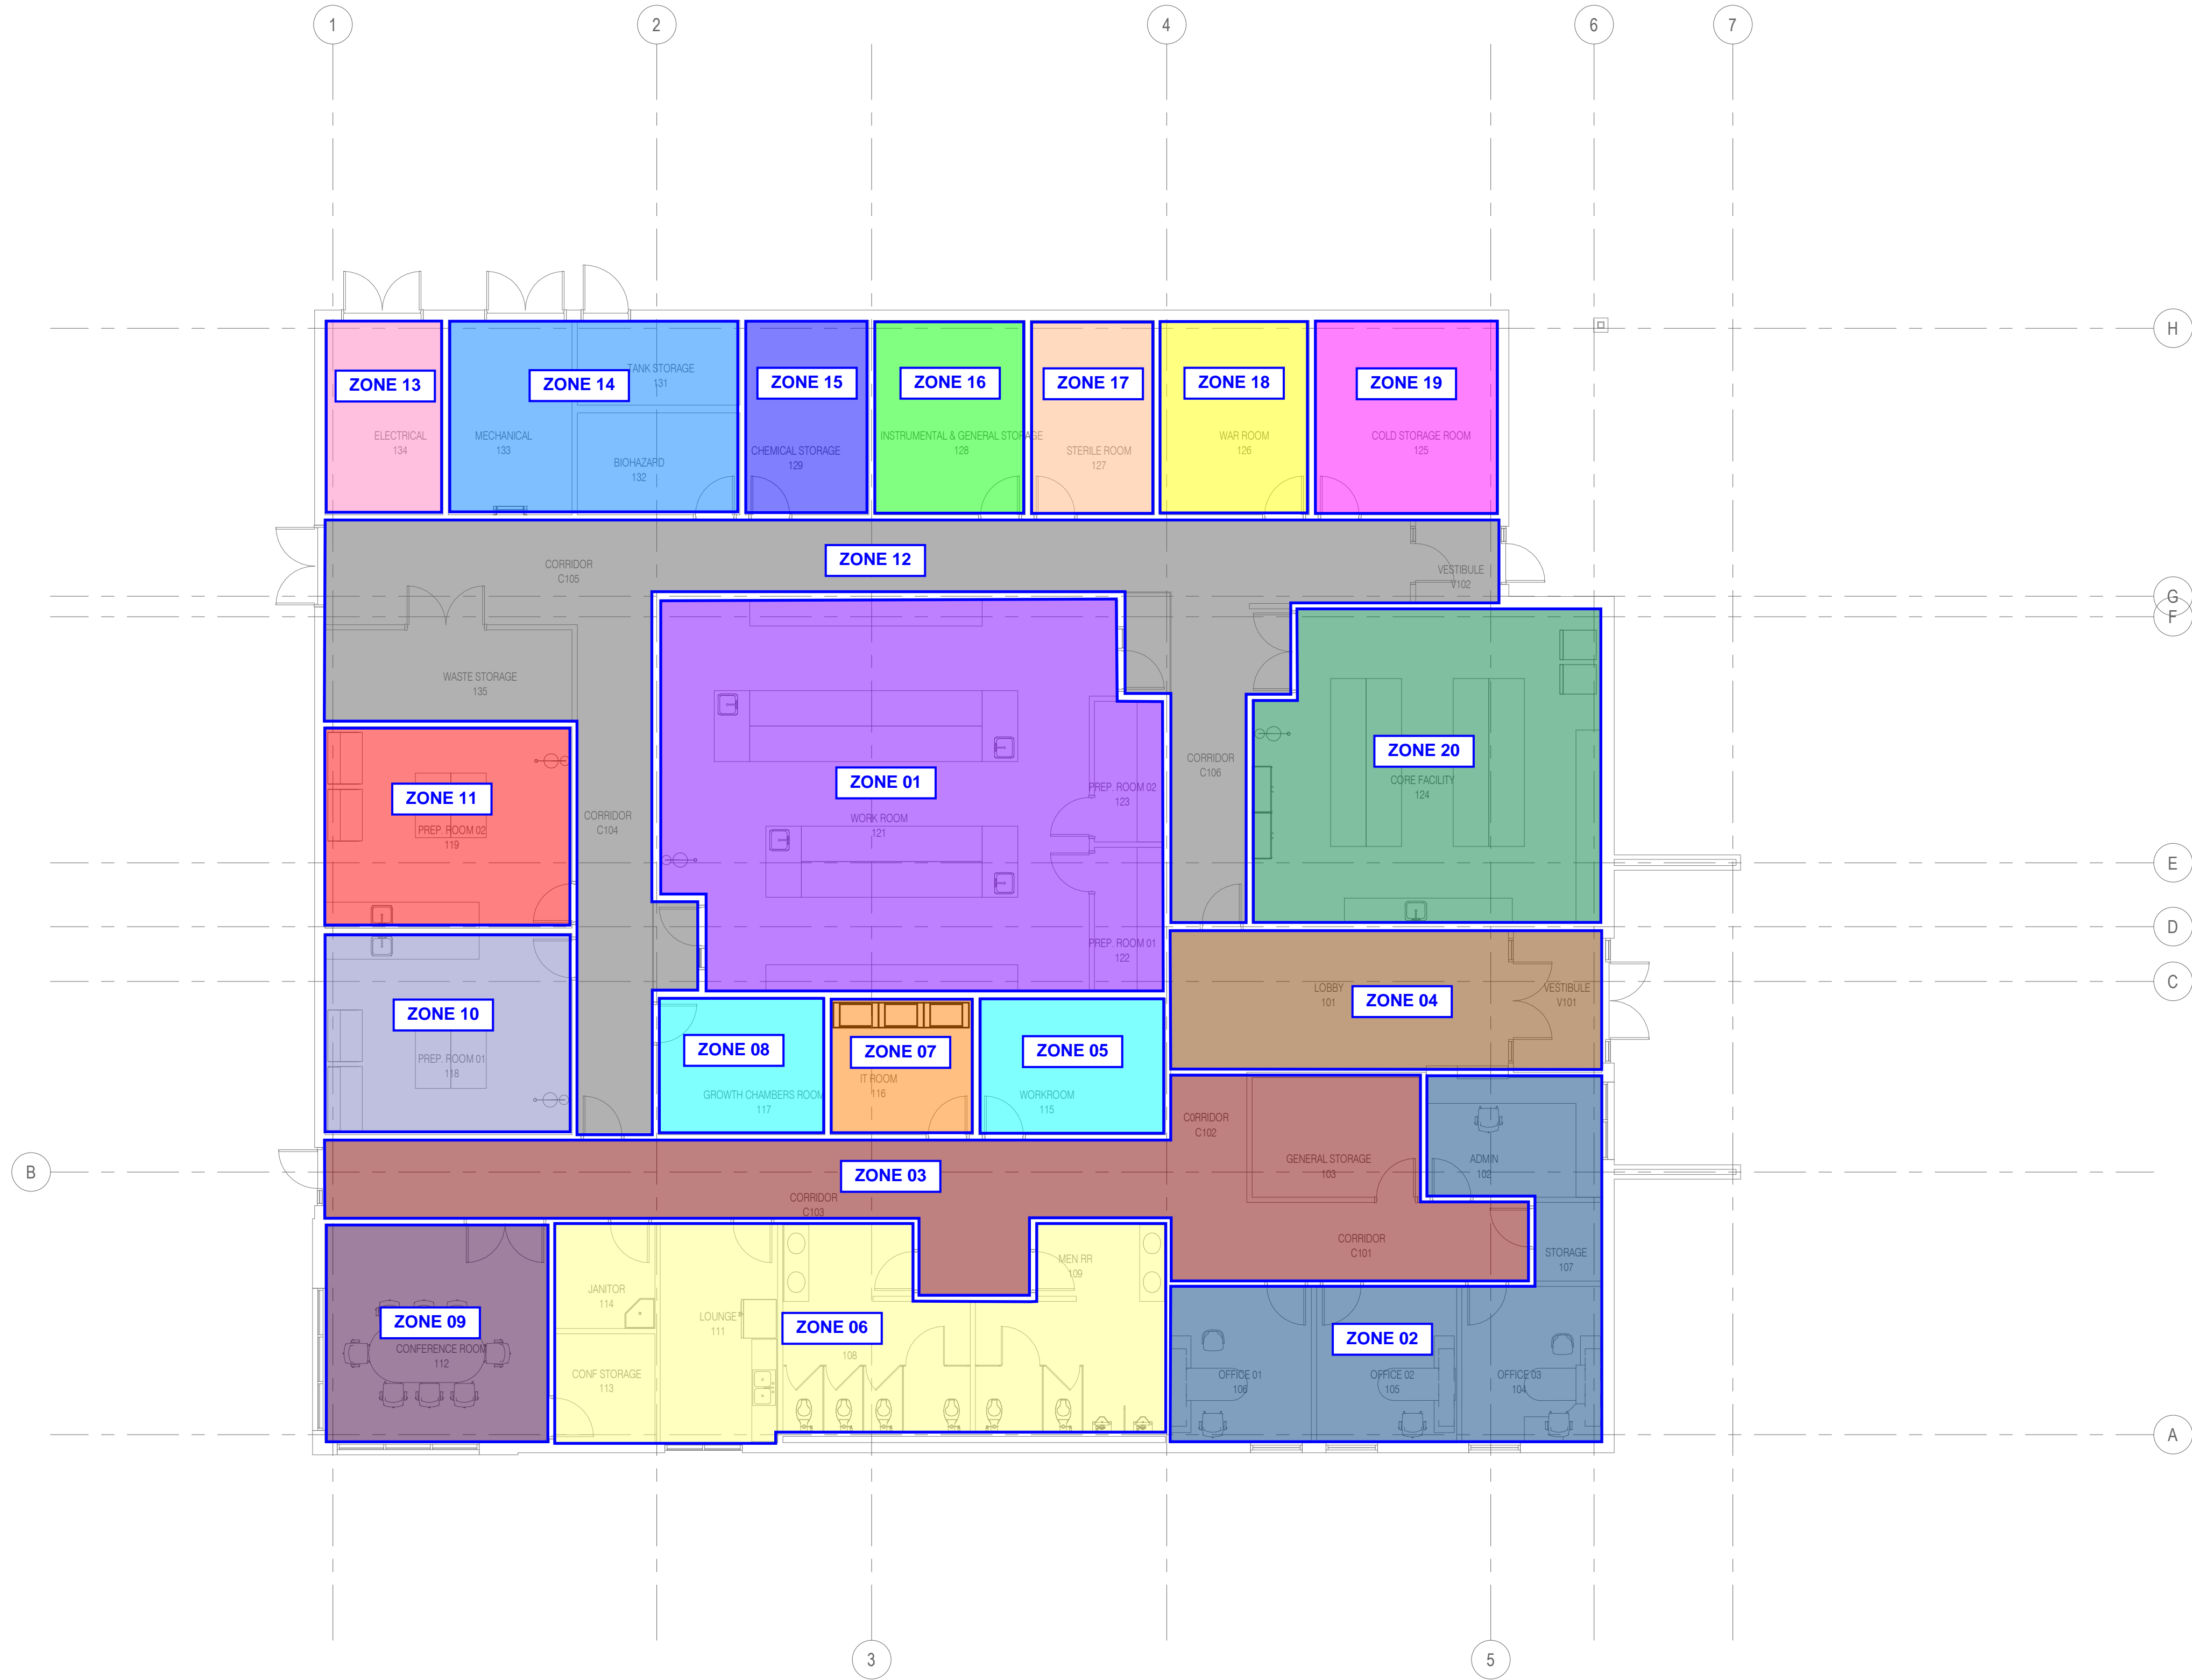 1
2
4
6
7
H
ZONE 13
ZONE 14
TANK STORAGE
131
ZONE 15
ZONE 16
ZONE 17
ZONE 18
ZONE 19
ELECTRICAL
134
MECHANICAL
133
BIOHAZARD
132
CHEMICAL STORAGE
129
INSTRUMENTAL & GENERAL STORAGE
128
STERILE ROOM
127
WAR ROOM
126
COLD STORAGE ROOM
125
ZONE 12
CORRIDOR
C105
VESTIBULE
V102
G
F
WASTE STORAGE
135
ZONE 11
PREP. ROOM 02
119
CORRIDOR
C104
ZONE 01
WORK ROOM
121
PREP. ROOM 02
123
CORRIDOR
C106
ZONE 20
CORE FACILITY
124
E
D
PREP. ROOM 01
122
C
ZONE 10
PREP. ROOM 01
118
ZONE 08
GROWTH CHAMBERS ROOM
117
ZONE 07
IT ROOM
116
ZONE 05
WORKROOM
115
LOBBY
101
ZONE 04
VESTIBULE
V101
CORRIDOR
C102
GENERAL STORAGE
103
ADMIN
102
B
ZONE 03
CORRIDOR
C103
CORRIDOR
C101
STORAGE
107
MEN RR
109
JANITOR
114
LOUNGE
111
ZONE 09
CONFERENCE ROOM
112
ZONE 06
108
CONF STORAGE
113
ZONE 02
OFFICE 01
106
OFFICE 02
105
OFFICE 03
104
A
3
5